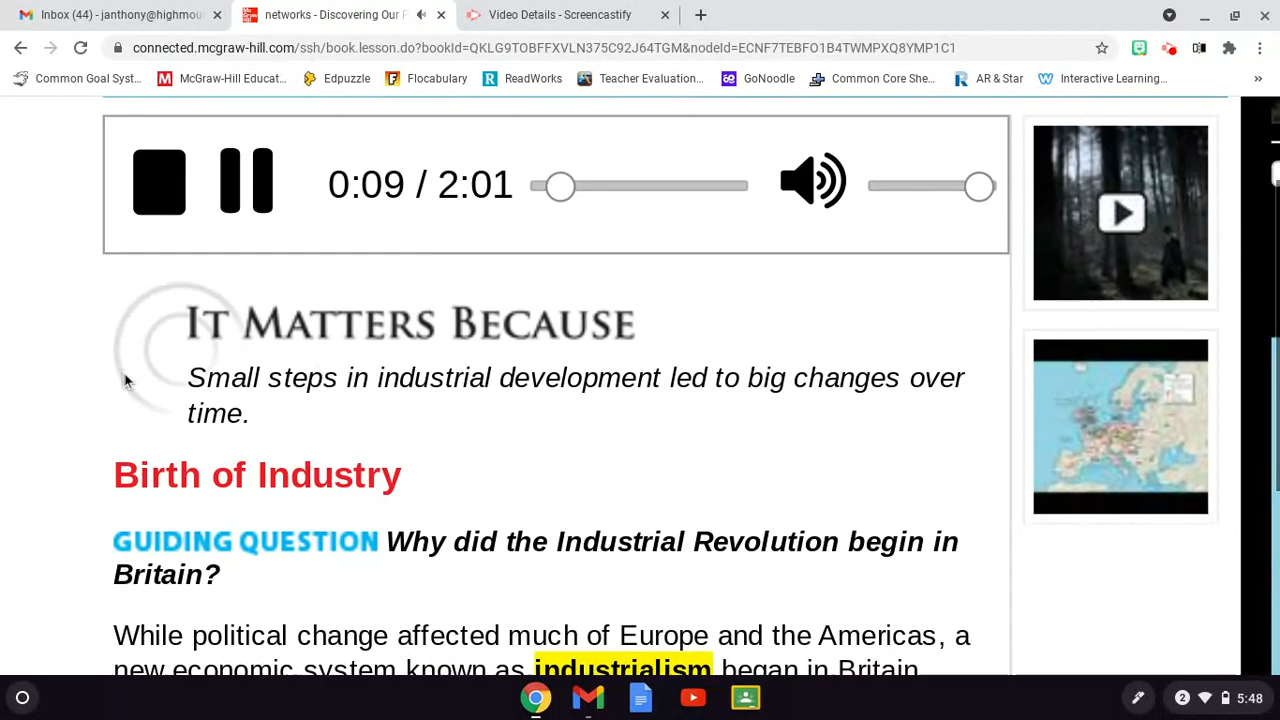 Inbox (44) - janthony@highmou
networks - Discovering Our P
Video Details - Screencastify
connected.mcgraw-hill.com/ssh/book.lesson.do?bookId=QKLG9TOBFFXVLN375C92J64TGM&nodeId=ECNF7TEBFO1B4TWMPXQ8YMP1C1
Common Goal Syst...
McGraw-Hill Educat...
Edpuzzle
Flocabulary
ReadWorks
Teacher Evaluation...
GoNoodle
Common Core She...
AR & Star
Interactive Learning...
»
0:09 / 2:01
IT MATTERS BECAUSE
Small steps in industrial development led to big changes over
time.
Birth of Industry
GUIDING QUESTION Why did the Industrial Revolution begin in
Britain?
While political change affected much of Europe and the Americas, a
new economic system known as industrialism began in Britain.
2
5:48